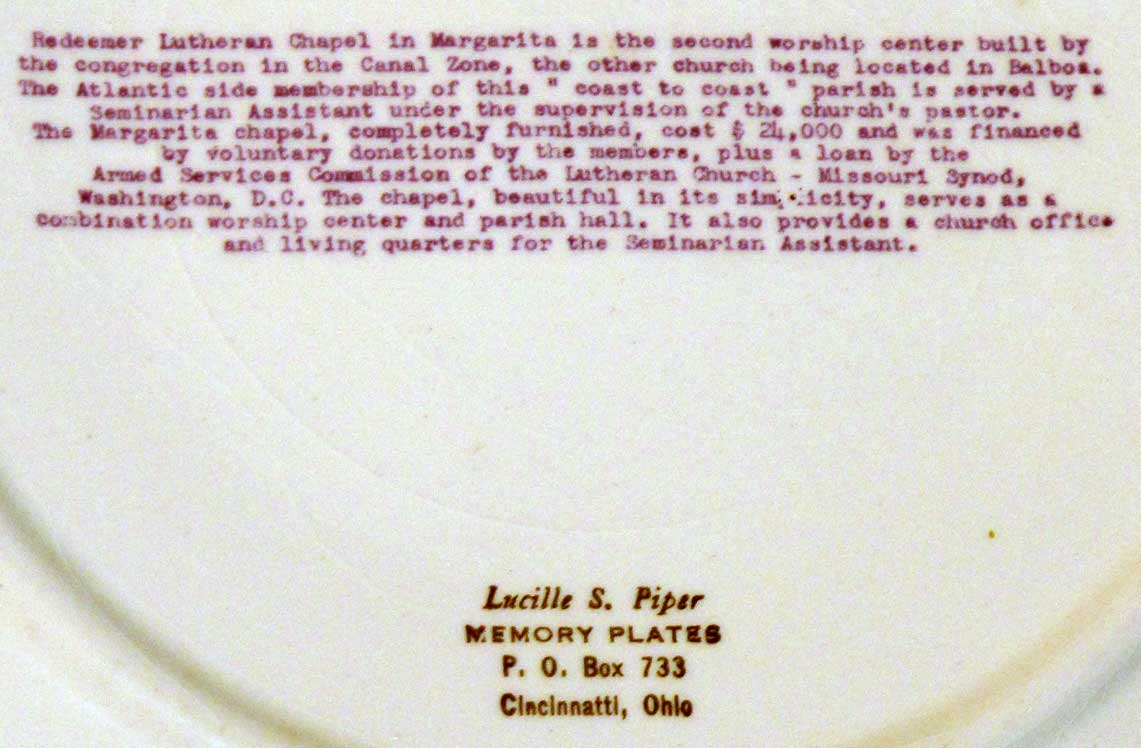 Redeemer Lutheran Chapel in Margarita is the second worship center built by
the congregation in the Canal Zone, the other church being located in Balboa.
The Atlantic side membership of this " coast to coast " parish is served by a
Seminarian Assistant under the supervision of the church's pastor.
The Margarita chapel, completely furnished, cost $ 24,000 and was financed
by voluntary donations by the members, plus a loan by the
Armed Services Commission of the Lutheran Church - Missouri Synod,
Washington, D.C. The chapel, beautiful in its simplicity, serves as a
combination worship center and parish hall. It also provides a church office
and living quarters for the Seminarian Assistant.
Lucille S. Piper
MEMORY PLATES
P. O. Box 733
Cincinnatti, Ohio